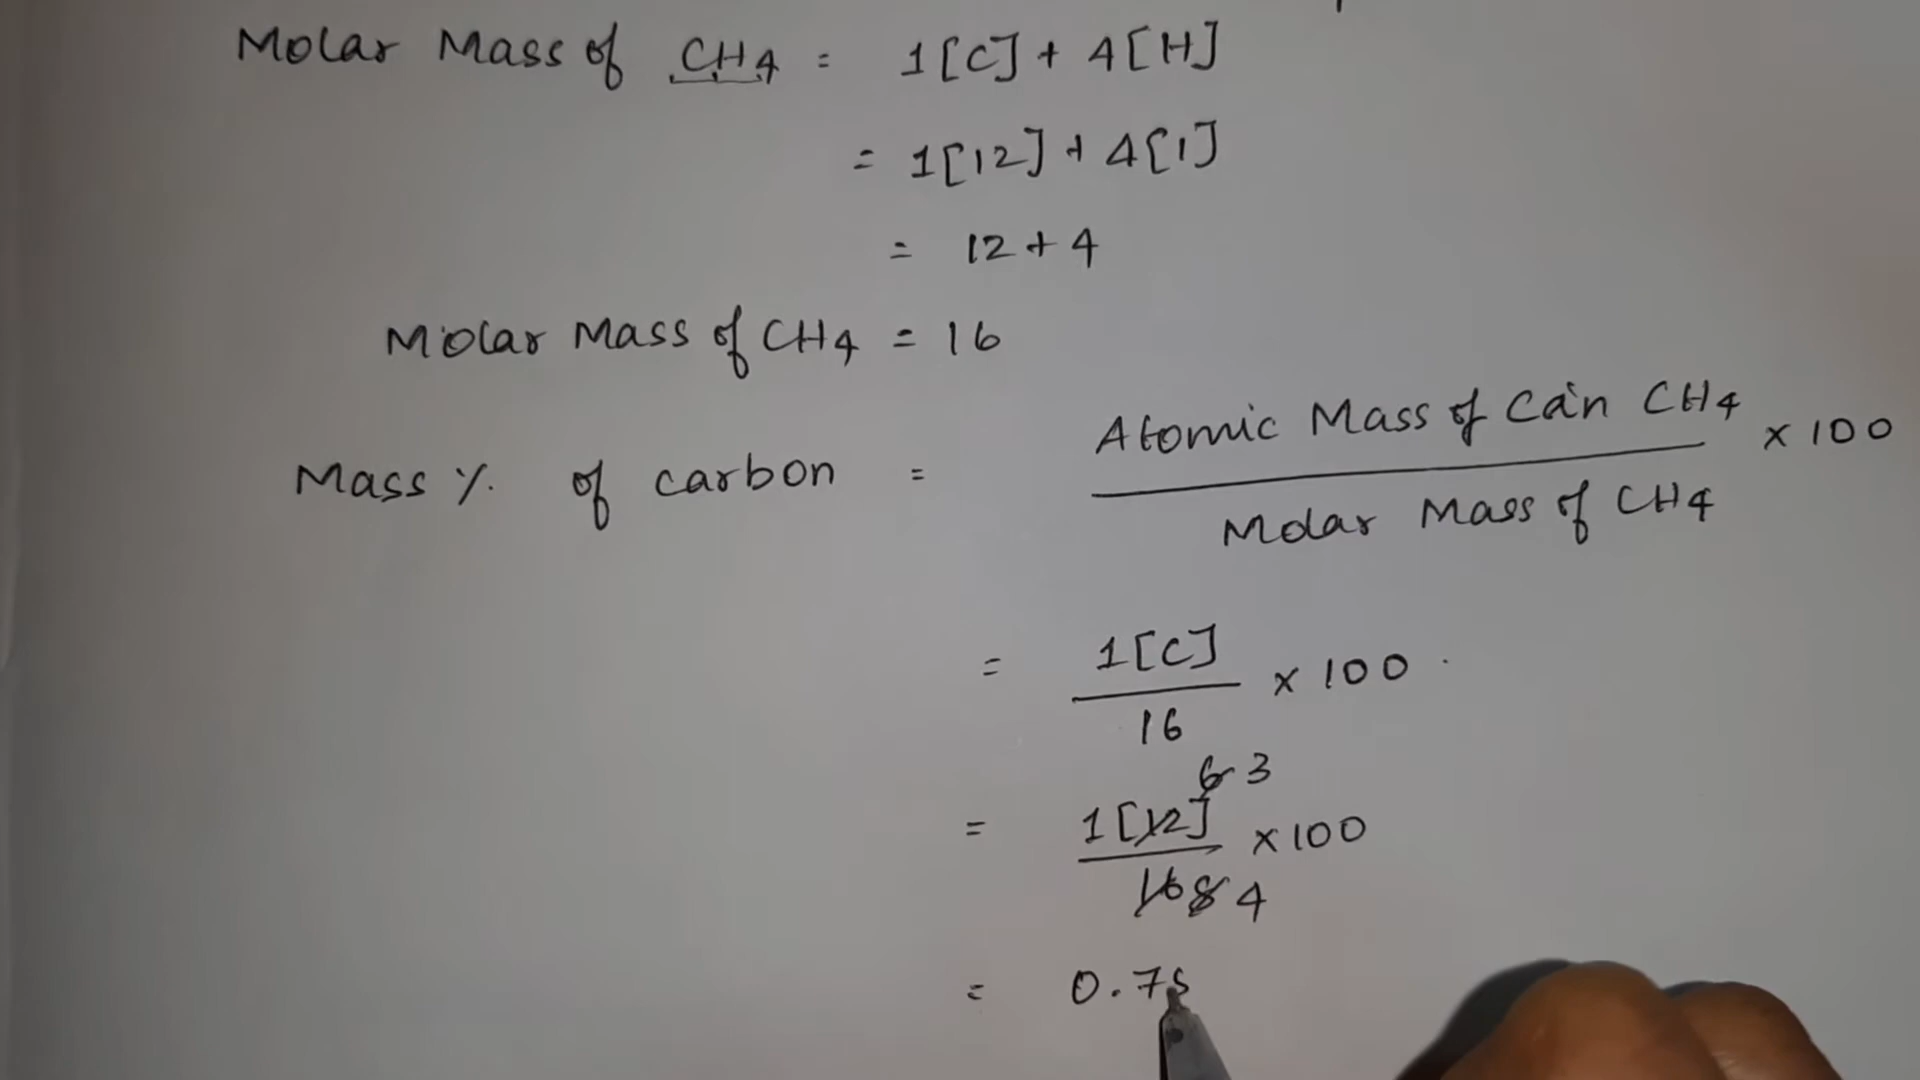 Molar Mass of CH4 = 1[C] + 4[H]
= 1[12] + 4[1]
= 12 + 4
Molar Mass of CH4 = 16
Mass %. of carbon = Atomic Mass of C in CH4 / Molar Mass of CH4 × 100
= 1[C] / 16 × 100
6 3
= 1[12] / 16 8 4 × 100
= 0.75